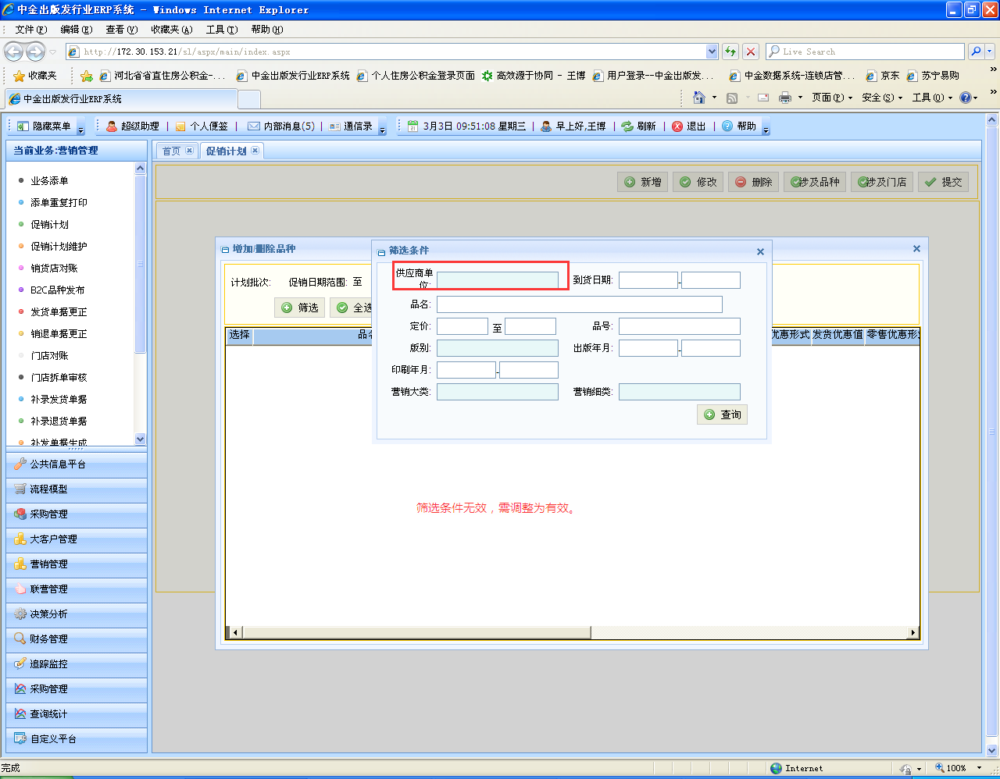 中金出版发行业ERP系统 - Windows Internet Explorer
文件(F) 编辑(E) 查看(V) 收藏夹(A) 工具(T) 帮助(H)
http://172.30.153.21/sl/aspx/main/index.aspx
Live Search
收藏夹 河北省省直住房公积金-... 中金出版发行业ERP系统 个人住房公积金登录页面 高效源于协同 - 王博 用户登录--中金出版发... 中金数据系统-连锁店管... 京东 苏宁易购
中金出版发行业ERP系统
页面(P) 安全(S) 工具(O)
隐藏菜单 超级助理 个人便签 内部消息(5) 通信录 3月3日 09:51:08 星期三 早上好,王博 刷新 退出 帮助
当前业务:营销管理
首页 促销计划
新增 修改 删除 涉及品种 涉及门店 提交
业务添单
添单重复打印
促销计划
促销计划维护
销货店对账
B2C品种发布
发货单据更正
销退单据更正
门店对账
门店拆单审核
补录发货单据
补录退货单据
补发单据生成
公共信息平台
流程模型
采购管理
大客户管理
营销管理
联营管理
决策分析
财务管理
追踪监控
采购管理
查询统计
自定义平台
增加/删除品种
计划批次: 促销日期范围: 至
筛选 全选
选择 品名 优惠形式 发货优惠值 零售优惠形式
筛选条件
供应商单位: 到货日期: -
品名:
定价: 至 品号:
版别: 出版年月: -
印刷年月: -
营销大类: 营销细类:
查询
筛选条件无效，需调整为有效。
完成 Internet 100%